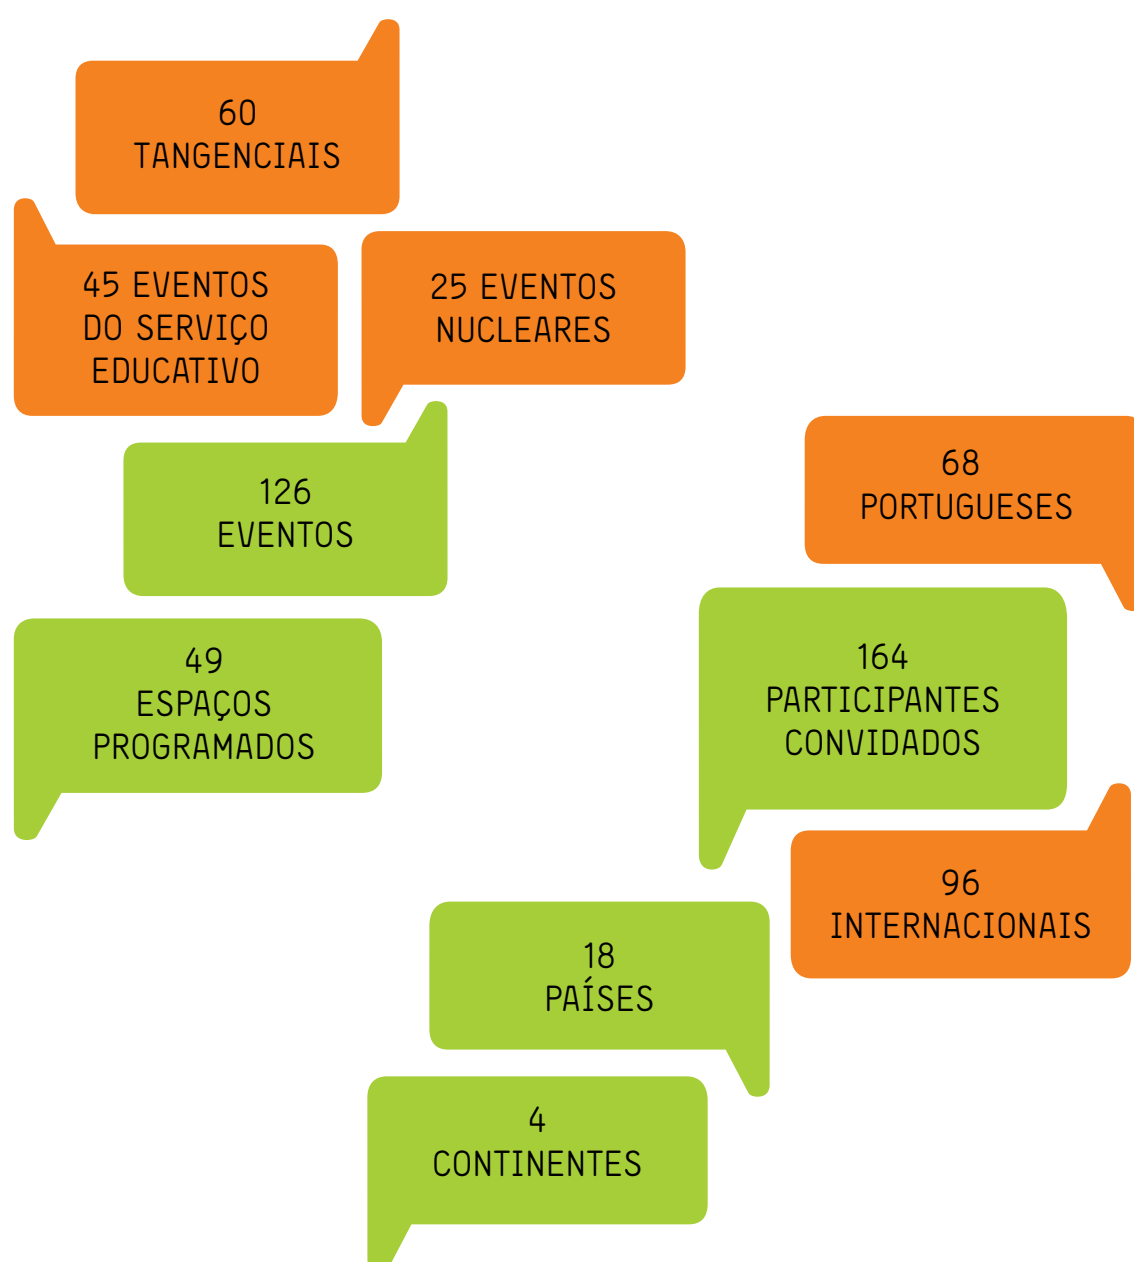 60
TANGENCIAIS
45 EVENTOS
DO SERVIÇO
EDUCATIVO
25 EVENTOS
NUCLEARES
126
EVENTOS
68
PORTUGUESES
49
ESPAÇOS
PROGRAMADOS
164
PARTICIPANTES
CONVIDADOS
96
INTERNACIONAIS
18
PAÍSES
4
CONTINENTES